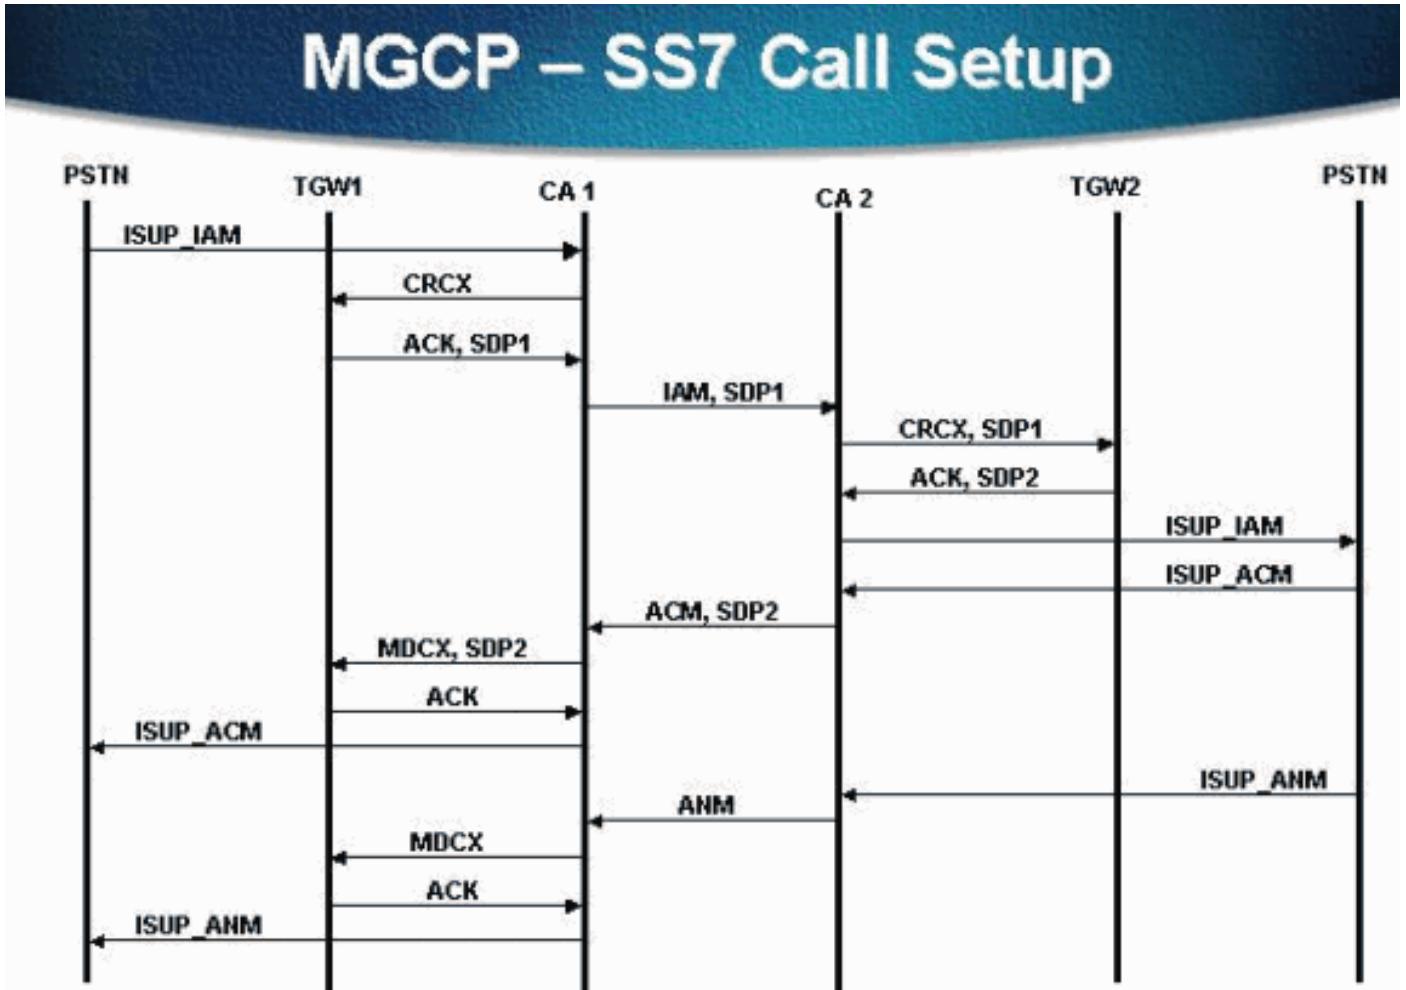 MGCP – SS7 Call Setup
PSTN
TGW1
CA 1
CA 2
TGW2
PSTN
ISUP_IAM
CRCX
ACK, SDP1
IAM, SDP1
CRCX, SDP1
ACK, SDP2
ISUP_IAM
ISUP_ACM
ACM, SDP2
MDCX, SDP2
ACK
ISUP_ACM
ISUP_ANM
ANM
MDCX
ACK
ISUP_ANM